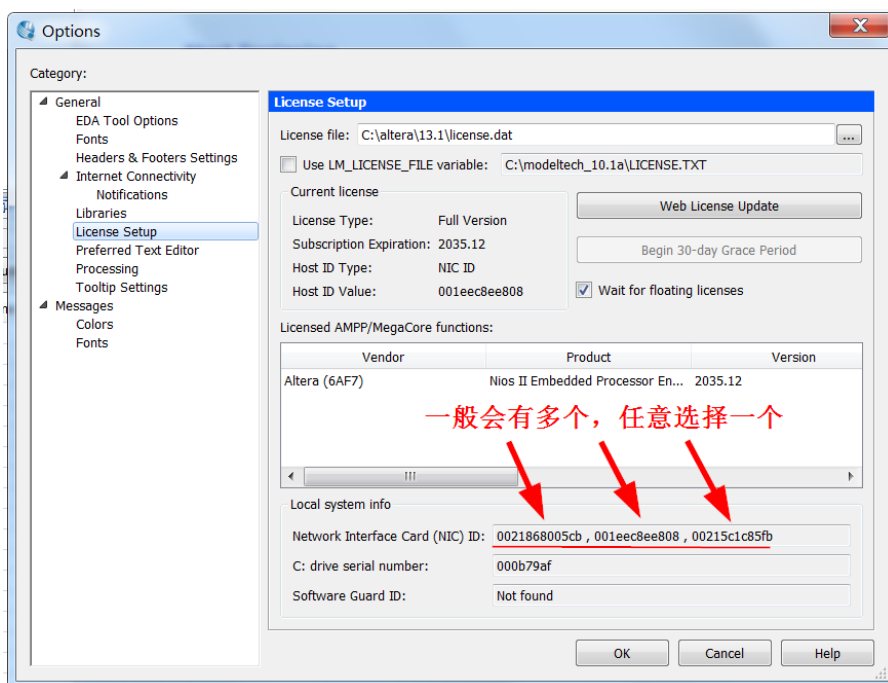 Options
Category:
General
EDA Tool Options
Fonts
Headers & Footers Settings
Internet Connectivity
Notifications
Libraries
License Setup
Preferred Text Editor
Processing
Tooltip Settings
Messages
Colors
Fonts
License Setup
License file: C:\altera\13.1\license.dat ...
Use LM_LICENSE_FILE variable: C:\modeltech_10.1a\LICENSE.TXT
Current license
License Type: Full Version
Subscription Expiration: 2035.12
Host ID Type: NIC ID
Host ID Value: 001eec8ee808
Web License Update
Begin 30-day Grace Period
Wait for floating licenses
Licensed AMPP/MegaCore functions:
Vendor Product Version
Altera (6AF7) Nios II Embedded Processor En... 2035.12
一般会有多个，任意选择一个
Local system info
Network Interface Card (NIC) ID: 0021868005cb , 001eec8ee808 , 00215c1c85fb
C: drive serial number: 000b79af
Software Guard ID: Not found
OK Cancel Help